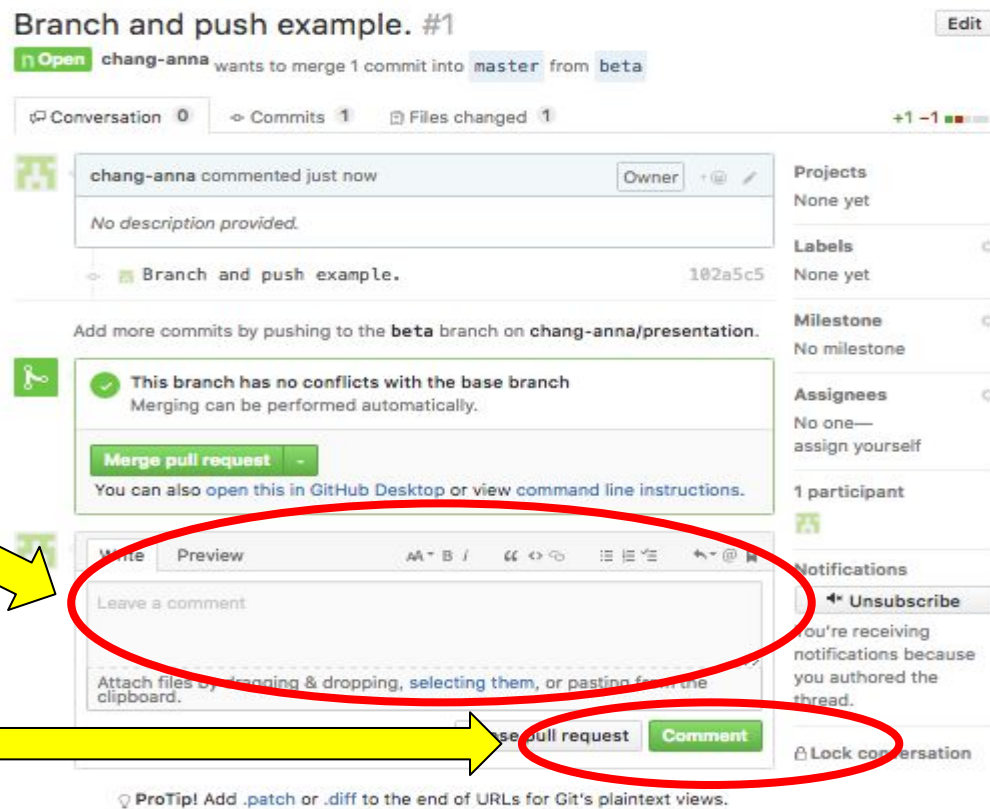 Branch and push example. #1
Edit
Open chang-anna wants to merge 1 commit into master from beta
Conversation 0 Commits 1 Files changed 1
+1 −1
chang-anna commented just now
Owner
No description provided.
Branch and push example. 102a5c5
Add more commits by pushing to the beta branch on chang-anna/presentation.
This branch has no conflicts with the base branch
Merging can be performed automatically.
Merge pull request
You can also open this in GitHub Desktop or view command line instructions.
Write Preview
AA B i
Leave a comment
Attach files by dragging & dropping, selecting them, or pasting from the
clipboard.
pull request
Comment
ProTip! Add .patch or .diff to the end of URLs for Git's plaintext views.
Projects
None yet
Labels
None yet
Milestone
No milestone
Assignees
No one—
assign yourself
1 participant
Notifications
Unsubscribe
You're receiving
notifications because
you authored the
thread.
Lock conversation